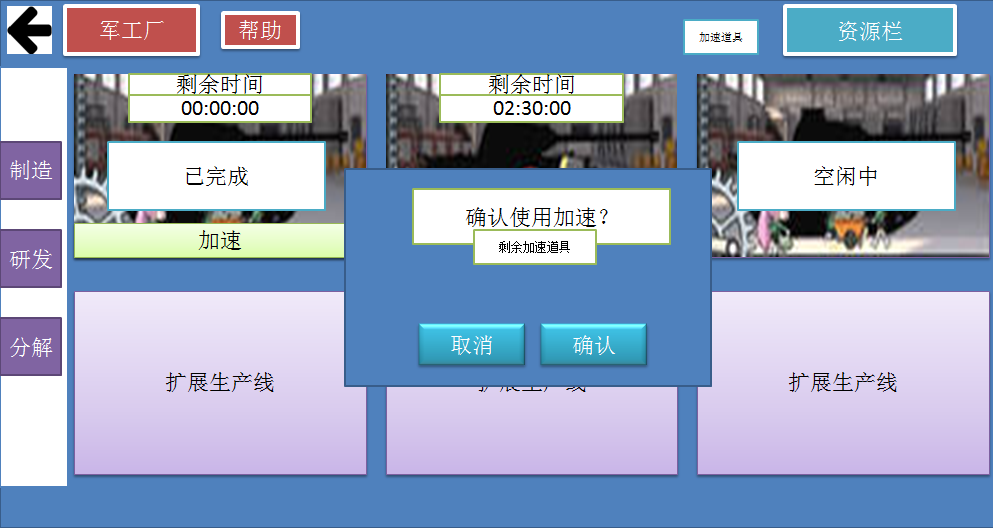 军工厂
帮助
加速道具
资源栏
剩余时间
00:00:00
已完成
加速
剩余时间
02:30:00
空闲中
制造
研发
分解
确认使用加速？
剩余加速道具
取消
确认
扩展生产线
扩展生产线
扩展生产线